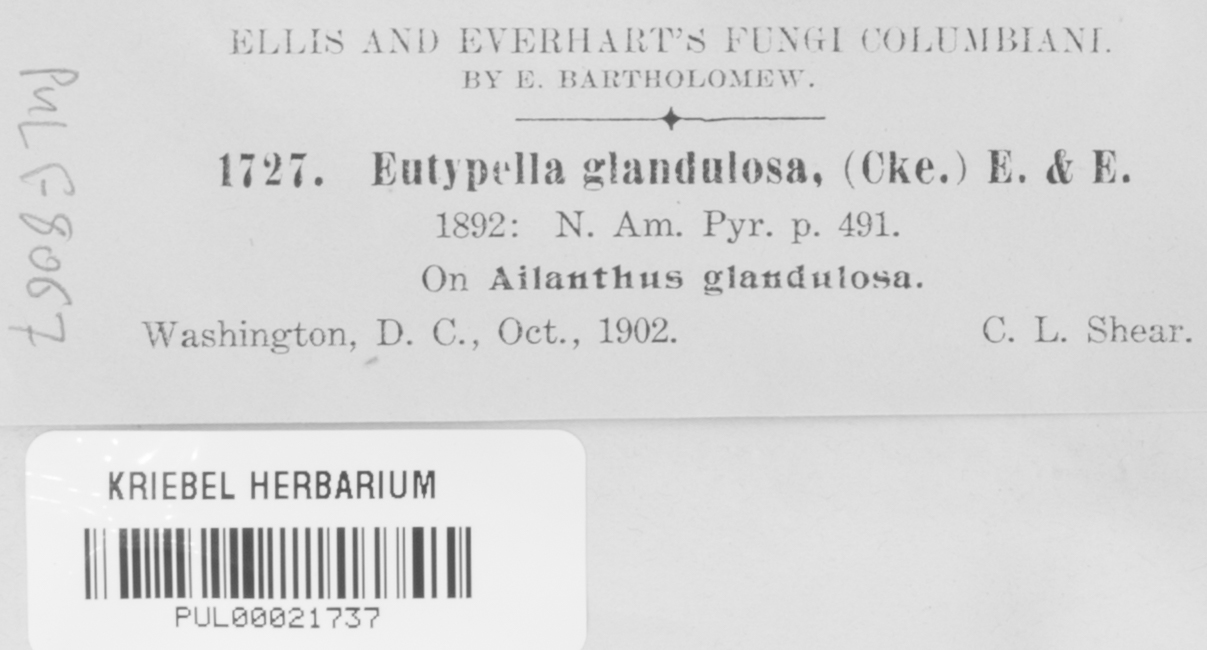 ELLIS AND EVERHART'S FUNGI COLUMBIANI.
BY E. BARTHOLOMEW.
1727. Eutypella glandulosa, (Cke.) E. & E.
1892: N. Am. Pyr. p. 491.
On Ailanthus glandulosa.
Washington, D. C., Oct., 1902. C. L. Shear.
PUL F 8067
KRIEBEL HERBARIUM
PUL00021737